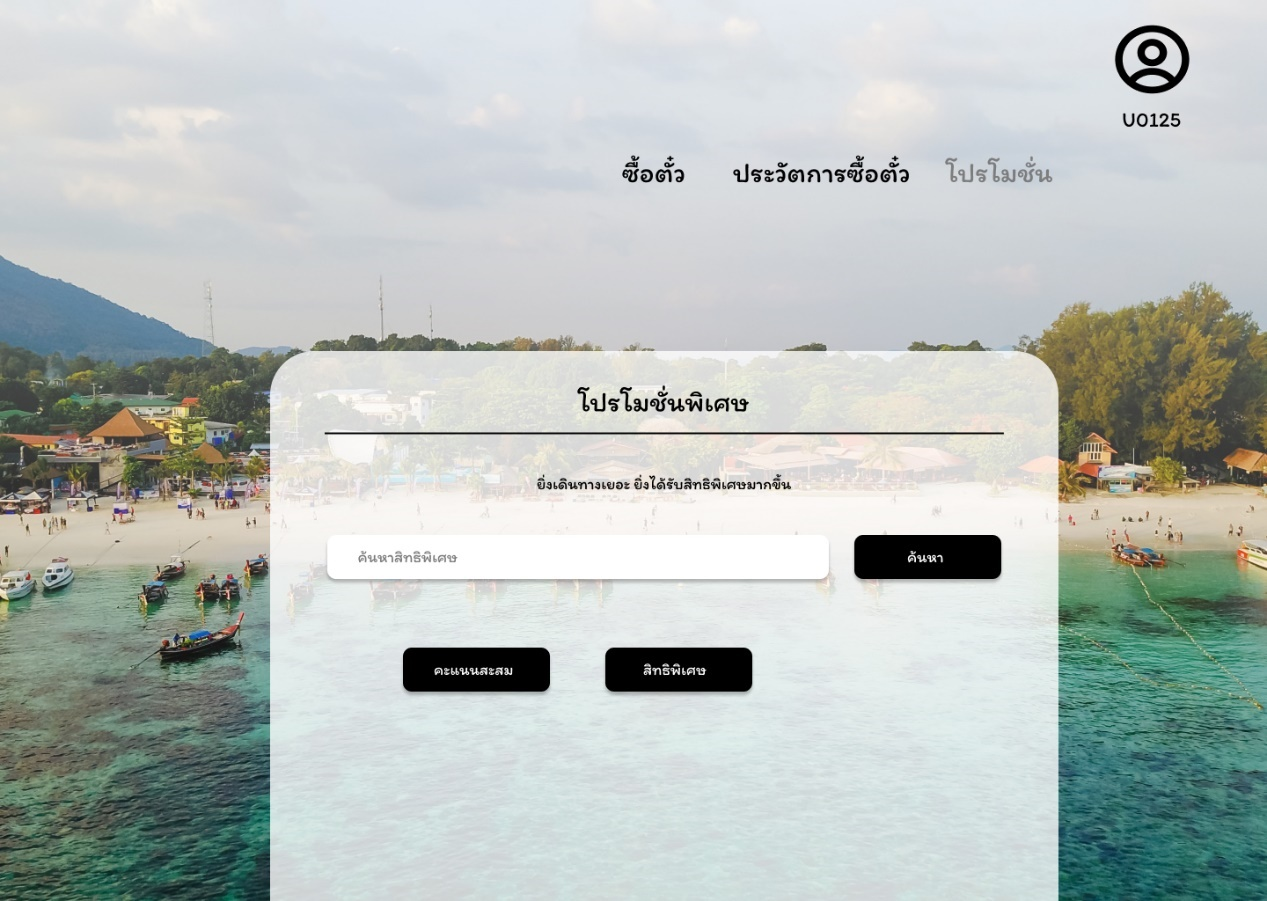 U0125
ซื้อตั๋ว ประวัตการซื้อตั๋ว โปรโมชั่น
โปรโมชั่นพิเศษ
ยิ่งเดินทางเยอะ ยิ่งได้รับสิทธิพิเศษมากขึ้น
ค้นหาสิทธิพิเศษ ค้นหา
คะแนนสะสม สิทธิพิเศษ